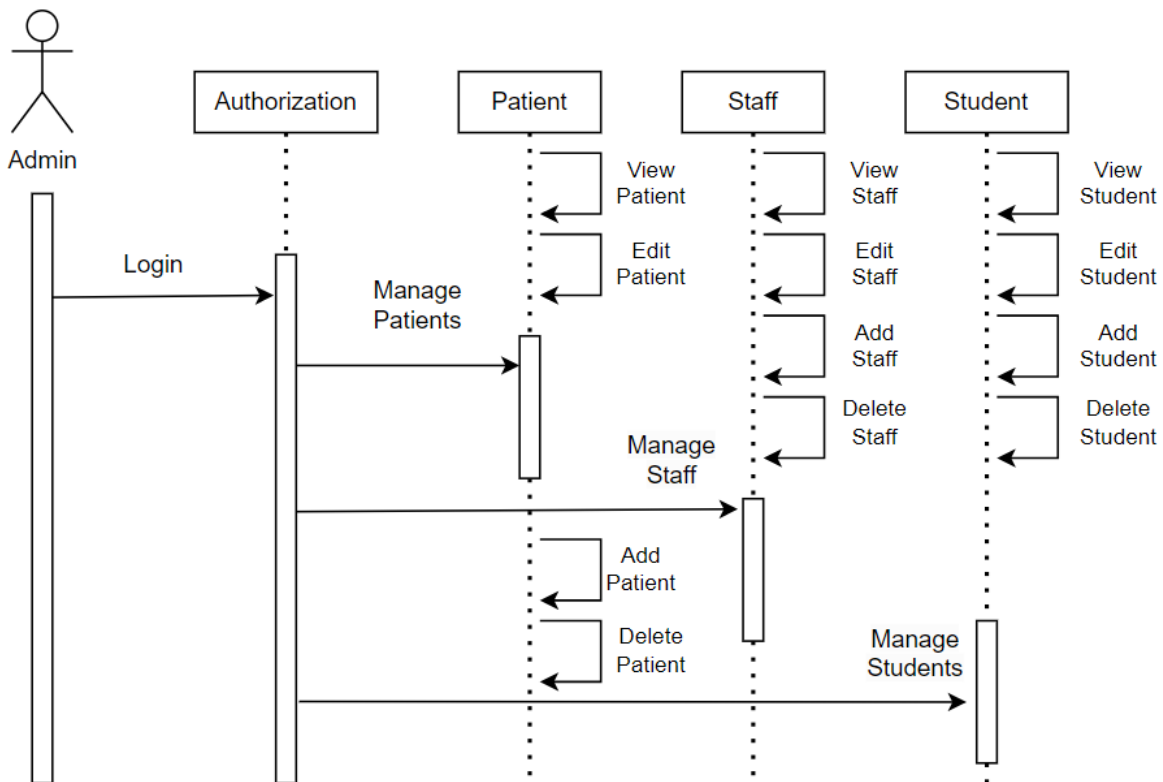 Admin
Authorization
Patient
Staff
Student
View
Patient
View
Staff
View
Student
Login
Edit
Patient
Edit
Staff
Edit
Student
Manage
Patients
Add
Staff
Add
Student
Delete
Staff
Delete
Student
Manage
Staff
Add
Patient
Delete
Patient
Manage
Students